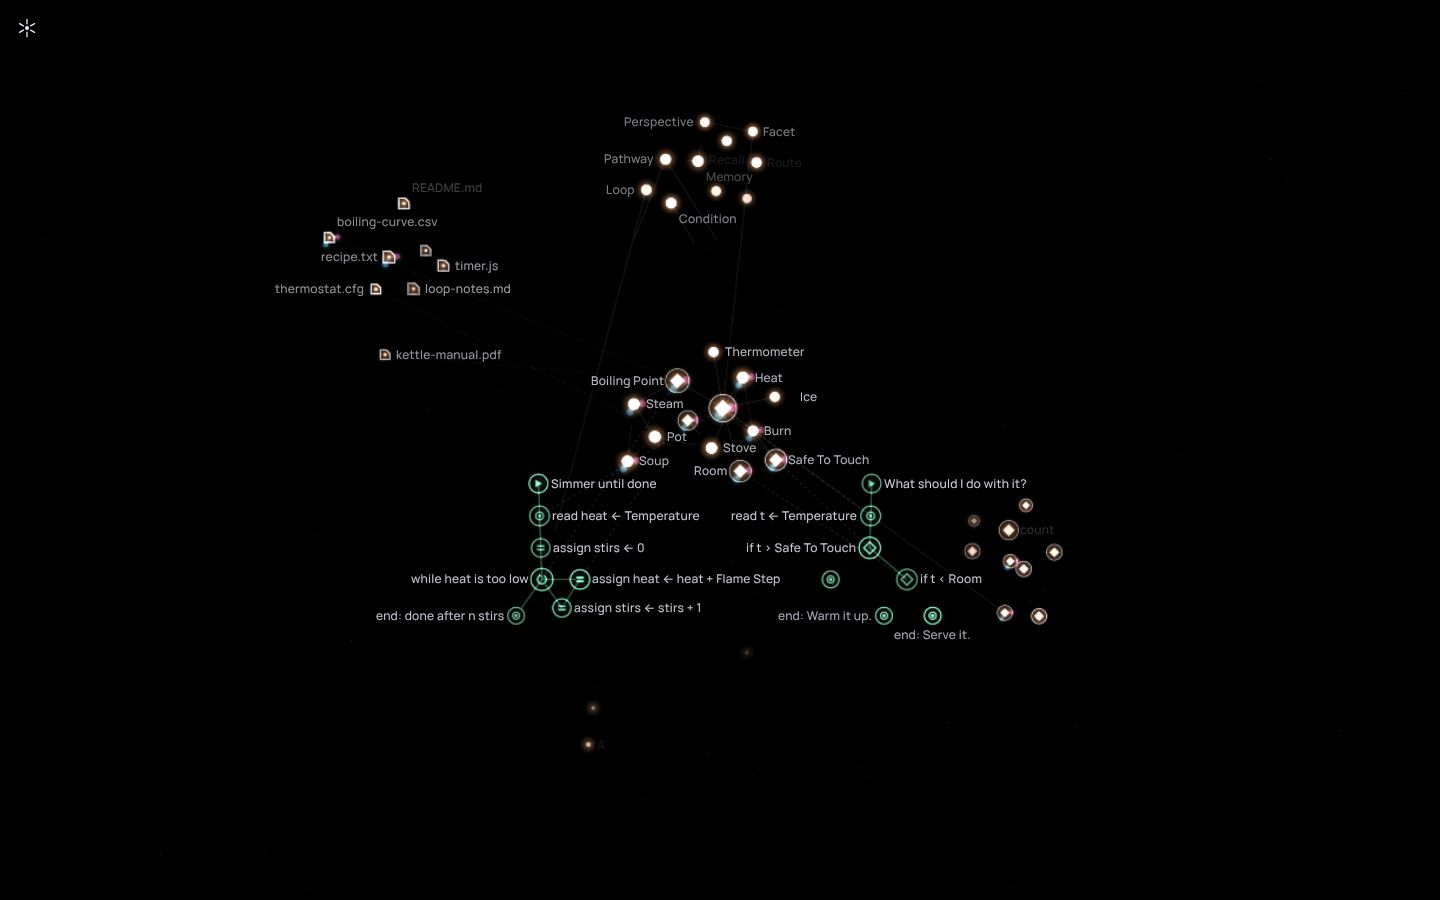 Perspective
Facet
Pathway
Recall
Route
Memory
Loop
Condition
README.md
boiling-curve.csv
recipe.txt
timer.js
thermostat.cfg
loop-notes.md
kettle-manual.pdf
Thermometer
Boiling Point
Heat
Ice
Steam
Burn
Pot
Stove
Soup
Room
Safe To Touch
Simmer until done
What should I do with it?
read heat ← Temperature
read t ← Temperature
count
assign stirs ← 0
if t > Safe To Touch
while heat is too low
assign heat ← heat + Flame Step
if t < Room
assign stirs ← stirs + 1
end: done after n stirs
end: Warm it up.
end: Serve it.
A